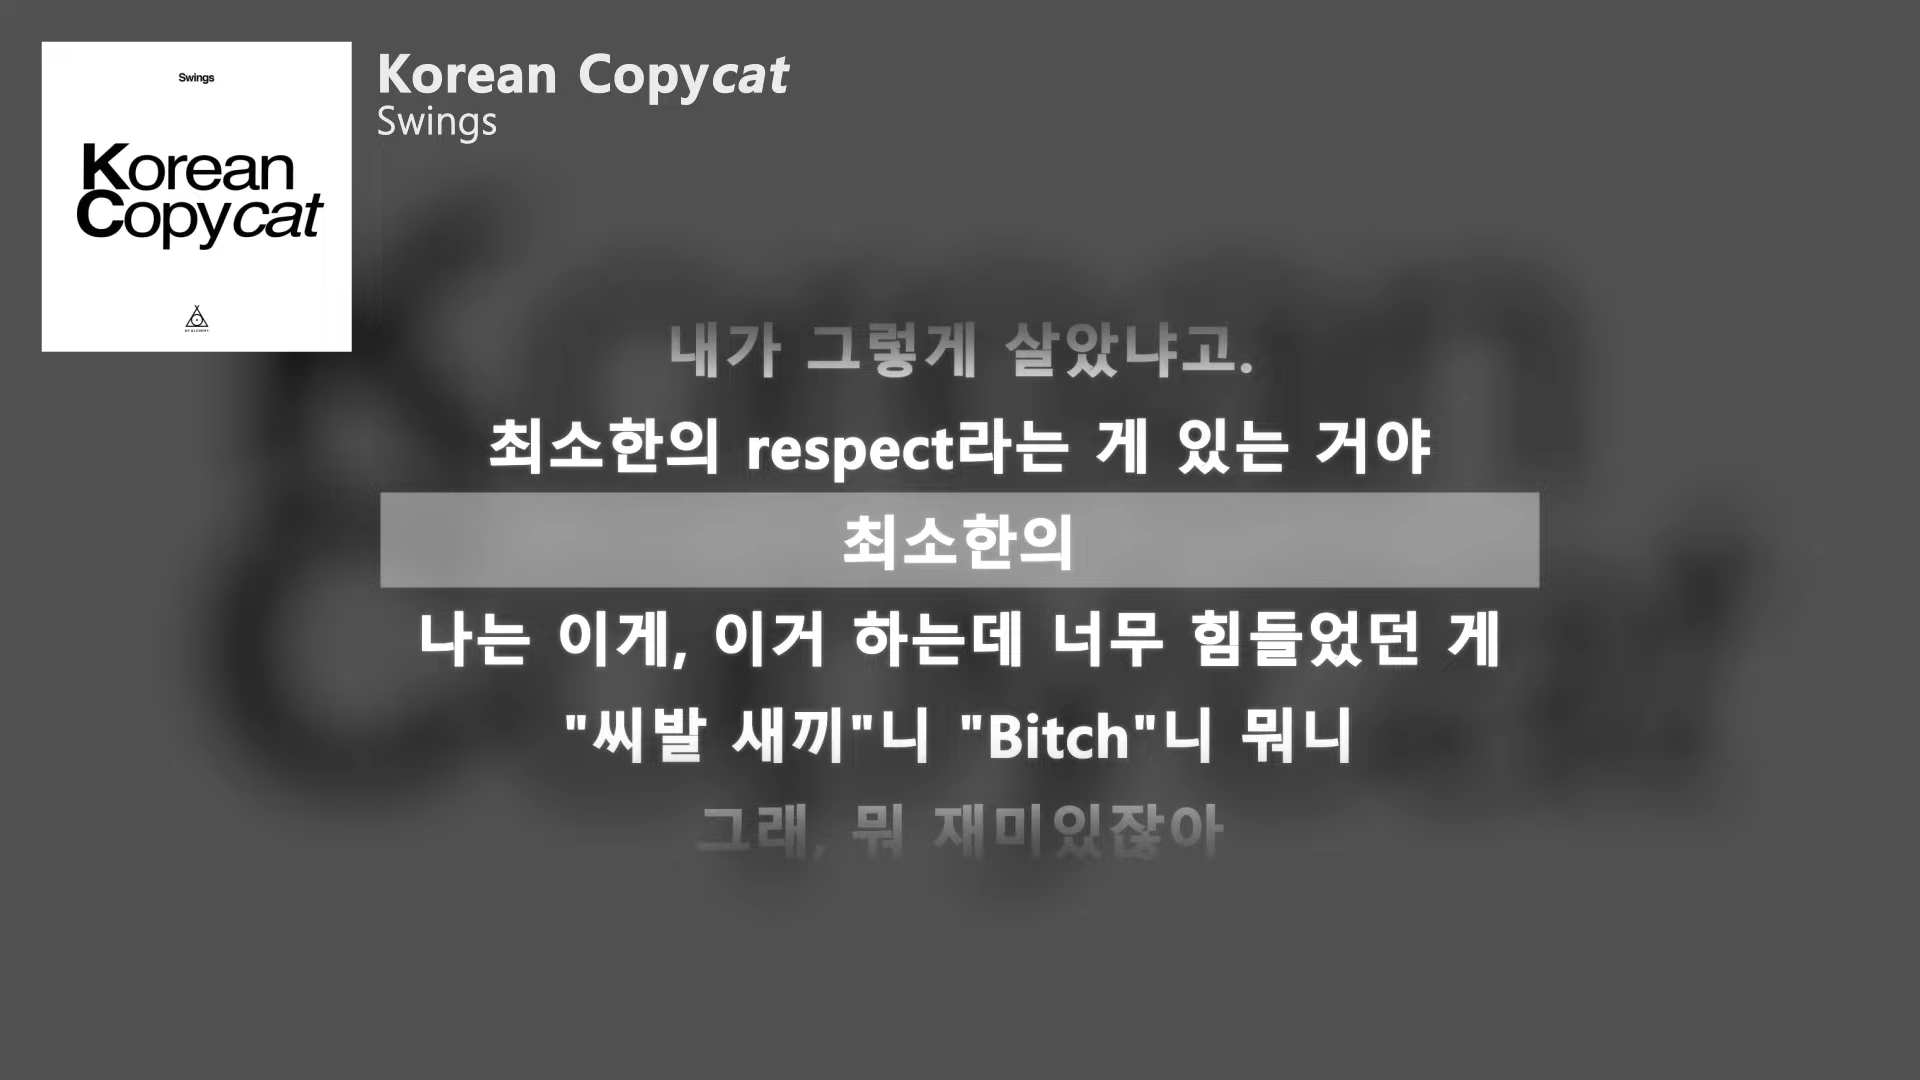 Swings
Korean
Copycat
AP ALCHEMY
Korean Copycat
Swings
내가 그렇게 살았냐고.
최소한의 respect라는 게 있는 거야
최소한의
나는 이게, 이거 하는데 너무 힘들었던 게
"씨발 새끼"니 "Bitch"니 뭐니
그래, 뭐 재미있잖아